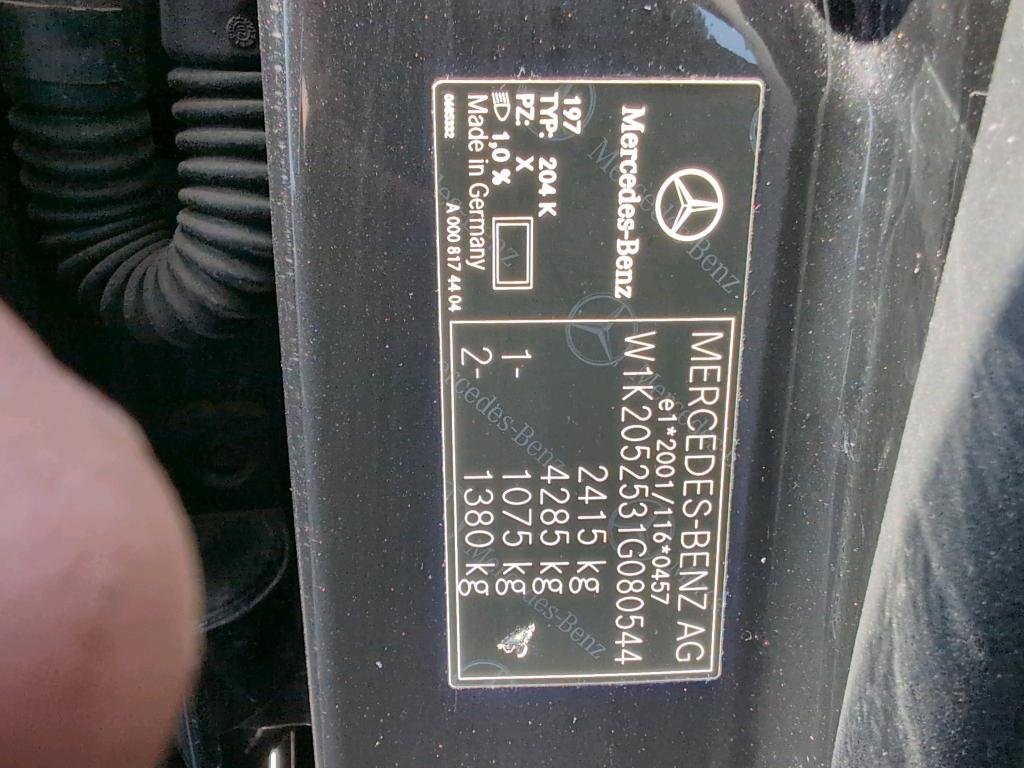 Mercedes-Benz
197
TYP: 204 K
PZ: X
1,0 %
Made in Germany
A 000 817 44 04
MERCEDES-BENZ AG
e1*2001/116*0457
W1K2052531G080544
2415 kg
4285 kg
1- 1075 kg
2- 1380 kg